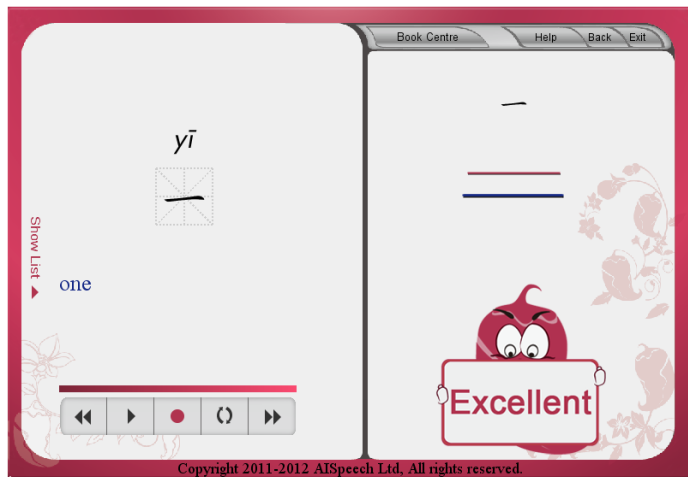 Book Centre Help Back Exit
yī
一
Show List
one
一
Excellent
Copyright 2011-2012 AISpeech Ltd, All rights reserved.